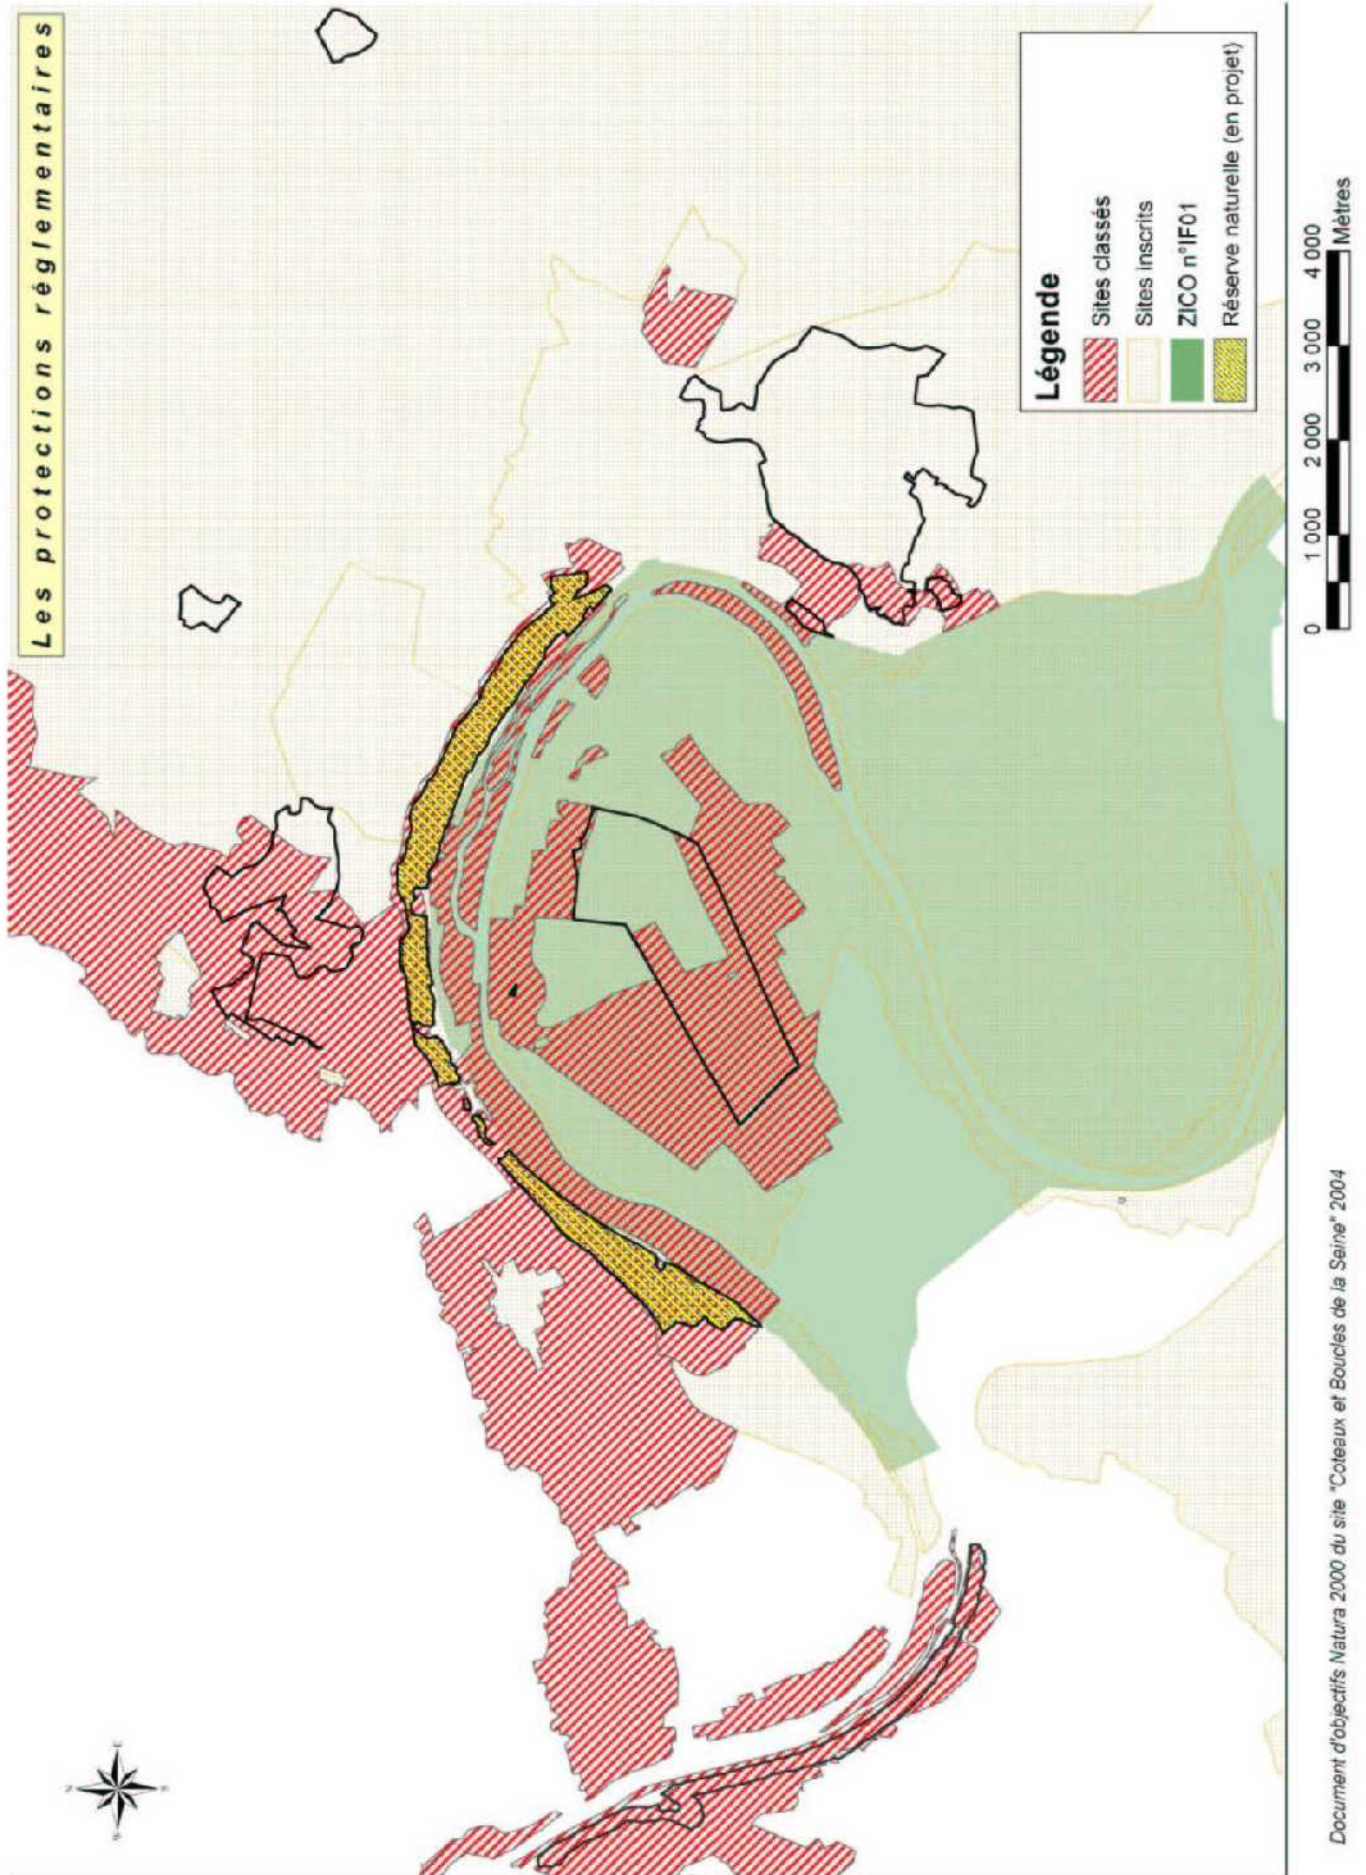 Les protections réglementaires
Légende
Sites classés
Sites inscrits
ZICO n°IF01
Réserve naturelle (en projet)
0 1 000 2 000 3 000 4 000
Mètres
Document d'objectifs Natura 2000 du site "Coteaux et Boucles de la Seine" 2004